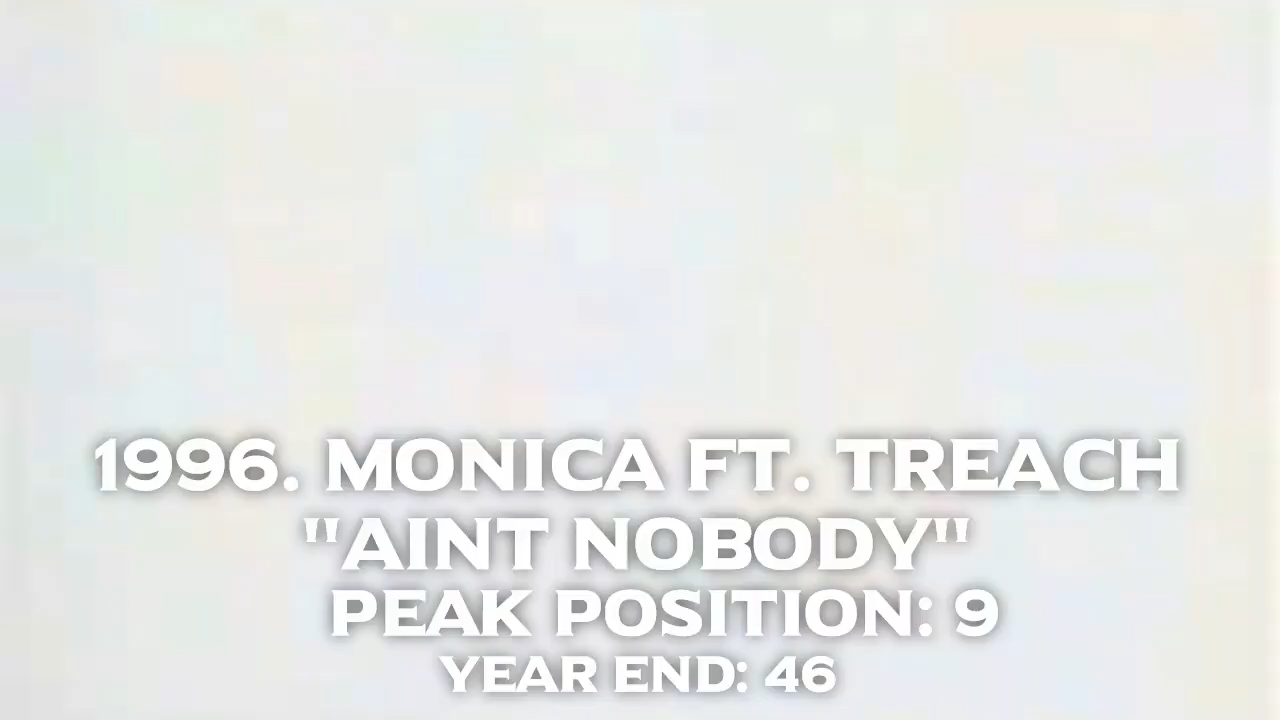 1996. MONICA FT. TREACH
"AINT NOBODY"
PEAK POSITION: 9
YEAR END: 46